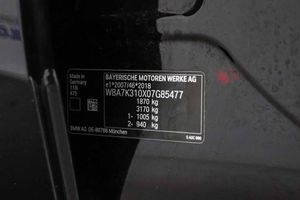 BAYERISCHE MOTOREN WERKE AG
e1*2007/46*2018
WBA7K310X07G85477
1870 kg
3170 kg
1- 1005 kg
2- 940 kg
Made in
Germany
BMW AG DE-80788 München